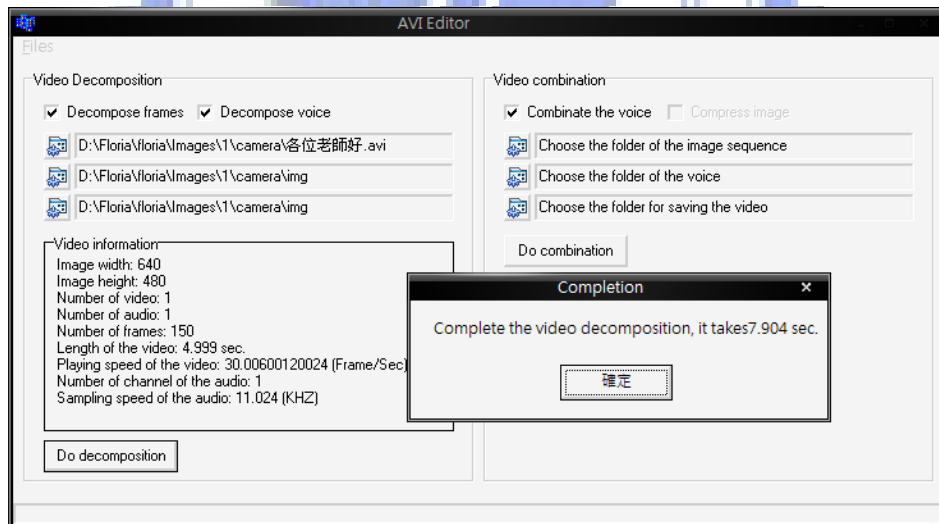 AVI Editor
Files
Video Decomposition
Decompose frames Decompose voice
D:\Floria\floria\Images\1\camera\各位老師好.avi
D:\Floria\floria\Images\1\camera\img
D:\Floria\floria\Images\1\camera\img
Video information
Image width: 640
Image height: 480
Number of video: 1
Number of audio: 1
Number of frames: 150
Length of the video: 4.999 sec.
Playing speed of the video: 30.00600120024 (Frame/Sec)
Number of channel of the audio: 1
Sampling speed of the audio: 11.024 (KHZ)
Do decomposition
Video combination
Combinate the voice Compress image
Choose the folder of the image sequence
Choose the folder of the voice
Choose the folder for saving the video
Do combination
Completion
Complete the video decomposition, it takes7.904 sec.
確定